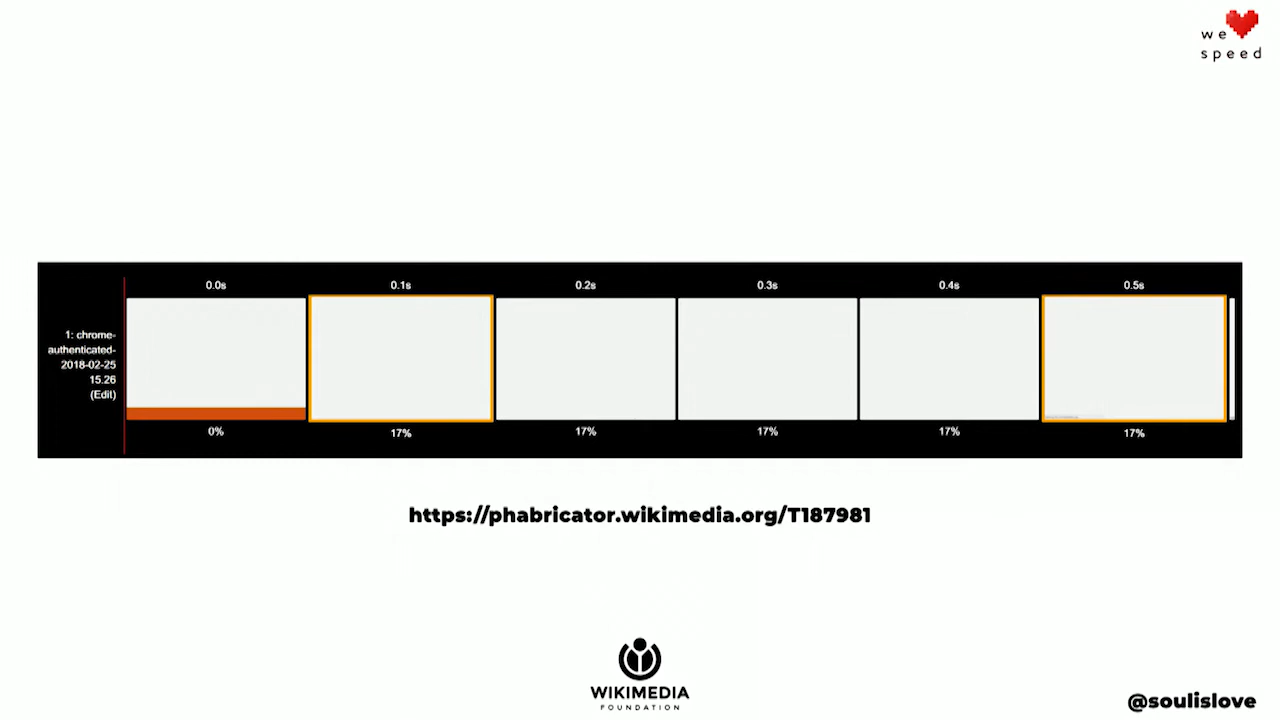 we
speed
0.0s 0.1s 0.2s 0.3s 0.4s 0.5s
1: chrome-
authenticated-
2018-02-25
15.26
(Edit)
0% 17% 17% 17% 17% 17%
https://phabricator.wikimedia.org/T187981
WIKIMEDIA
FOUNDATION
@soulislove